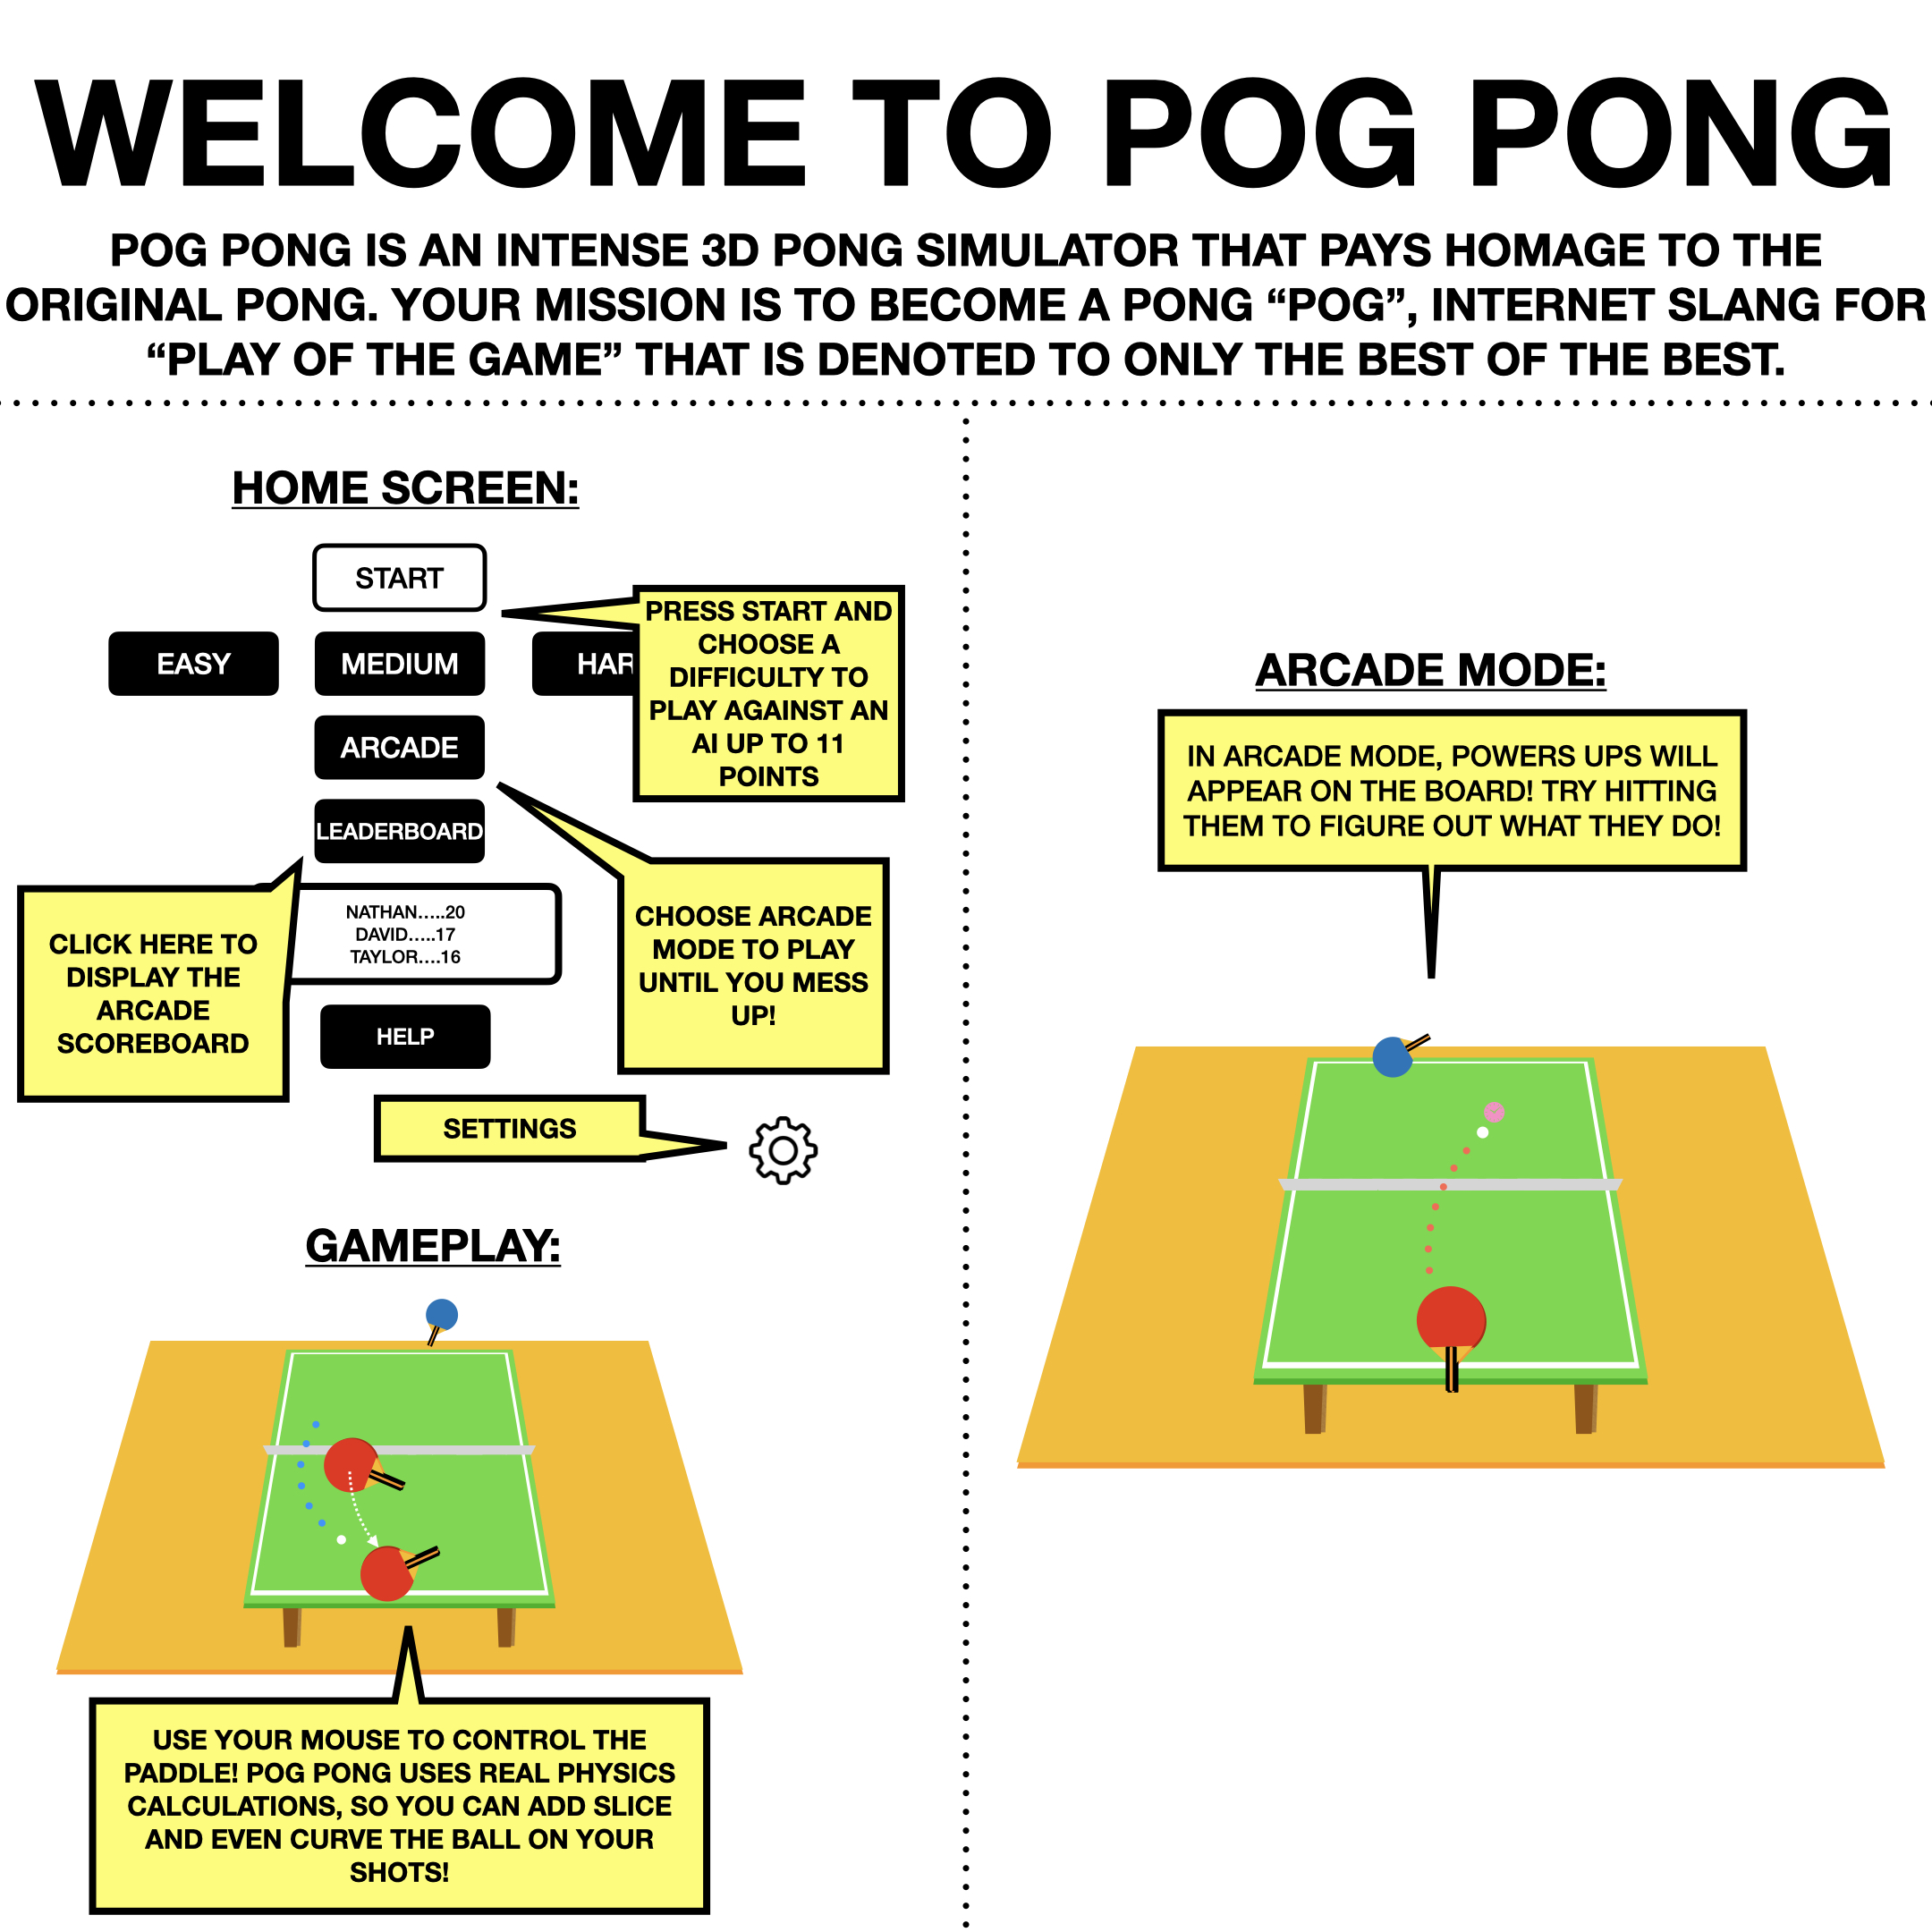 WELCOME TO POG PONG
POG PONG IS AN INTENSE 3D PONG SIMULATOR THAT PAYS HOMAGE TO THE
ORIGINAL PONG. YOUR MISSION IS TO BECOME A PONG “POG”, INTERNET SLANG FOR
“PLAY OF THE GAME” THAT IS DENOTED TO ONLY THE BEST OF THE BEST.
HOME SCREEN:
START
EASY
MEDIUM
HAR
PRESS START AND
CHOOSE A
DIFFICULTY TO
PLAY AGAINST AN
AI UP TO 11
POINTS
ARCADE
LEADERBOARD
NATHAN.....20
DAVID.....17
TAYLOR....16
CLICK HERE TO
DISPLAY THE
ARCADE
SCOREBOARD
CHOOSE ARCADE
MODE TO PLAY
UNTIL YOU MESS
UP!
HELP
SETTINGS
GAMEPLAY:
USE YOUR MOUSE TO CONTROL THE
PADDLE! POG PONG USES REAL PHYSICS
CALCULATIONS, SO YOU CAN ADD SLICE
AND EVEN CURVE THE BALL ON YOUR
SHOTS!
ARCADE MODE:
IN ARCADE MODE, POWERS UPS WILL
APPEAR ON THE BOARD! TRY HITTING
THEM TO FIGURE OUT WHAT THEY DO!